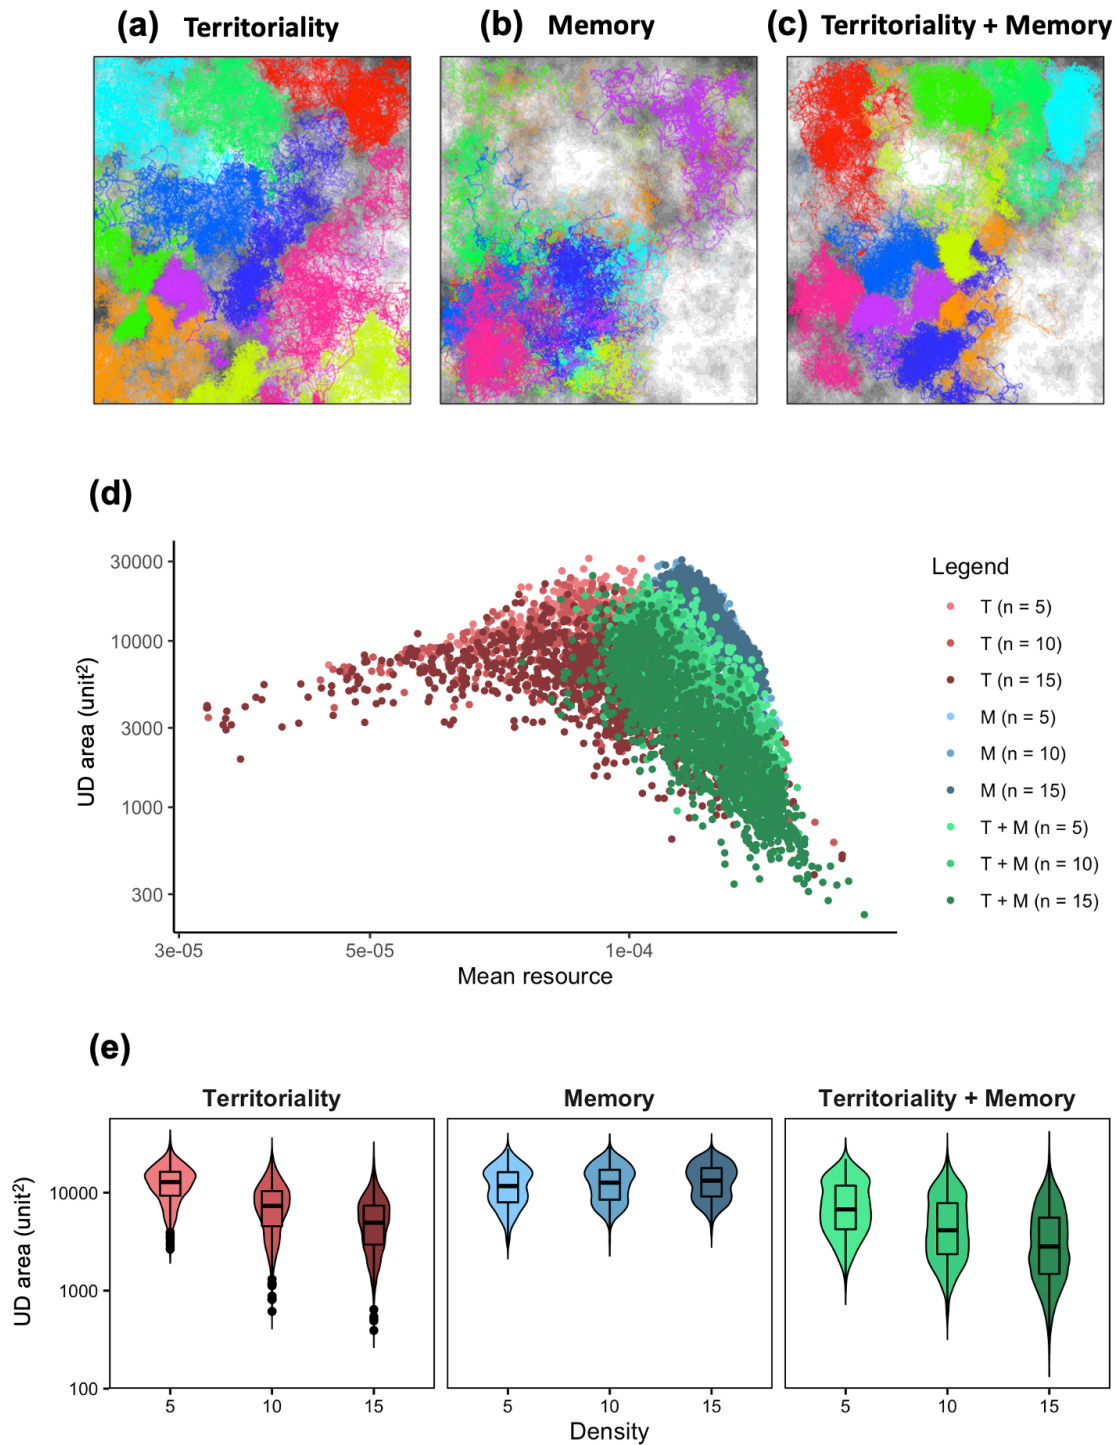 (a) Territoriality
(b) Memory
(c) Territoriality + Memory
(d)
30000
10000
3000
1000
300
UD area (unit²)
3e-05
5e-05
1e-04
Mean resource
Legend
T (n = 5)
T (n = 10)
T (n = 15)
M (n = 5)
M (n = 10)
M (n = 15)
T + M (n = 5)
T + M (n = 10)
T + M (n = 15)
(e)
Territoriality
Memory
Territoriality + Memory
10000
1000
100
UD area (unit²)
5 10 15
5 10 15
5 10 15
Density